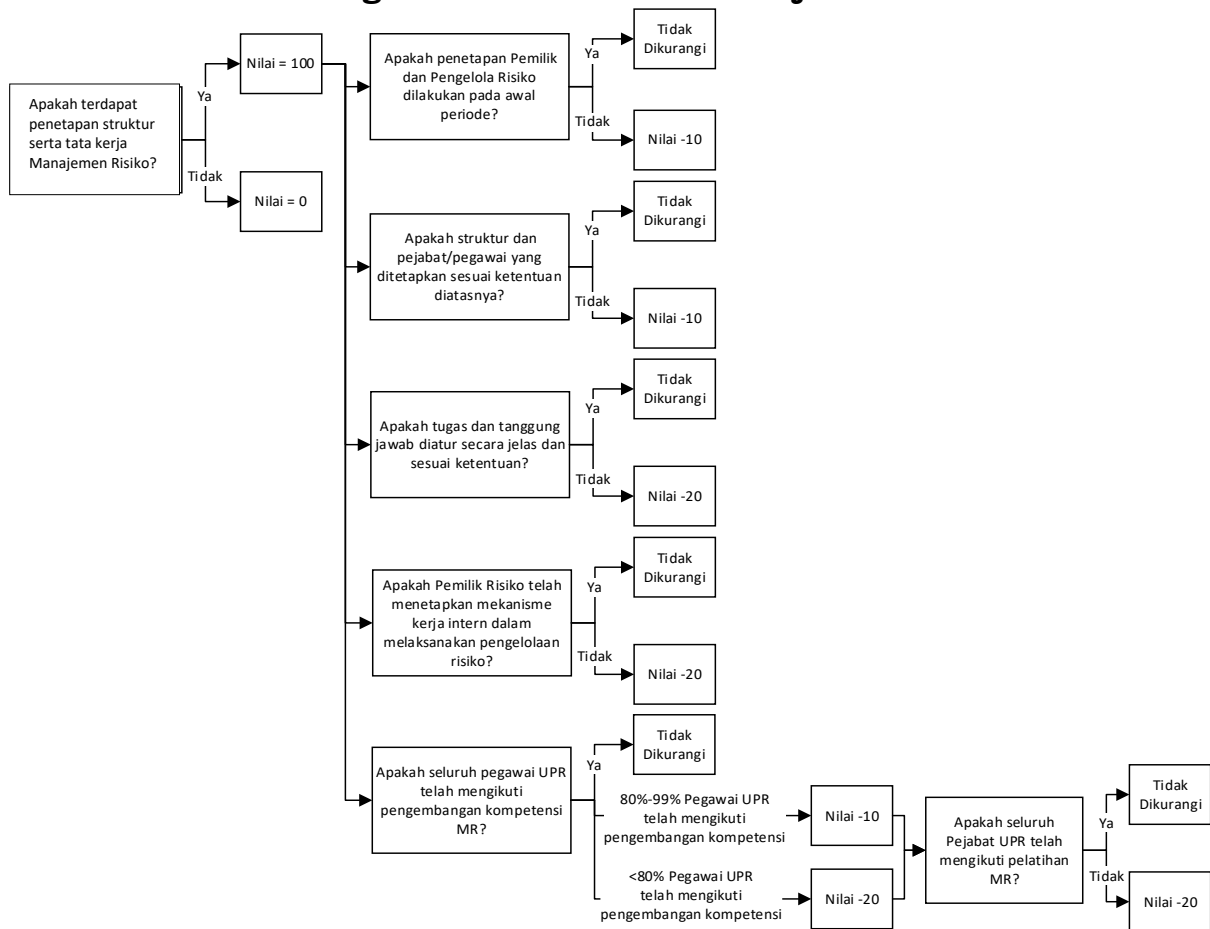 Apakah terdapat
penetapan struktur
serta tata kerja
Manajemen Risiko?
Ya
Tidak
Nilai = 100
Nilai = 0
Apakah penetapan Pemilik
dan Pengelola Risiko
dilakukan pada awal
periode?
Ya
Tidak
Tidak
Dikurangi
Nilai -10
Apakah struktur dan
pejabat/pegawai yang
ditetapkan sesuai ketentuan
diatasnya?
Ya
Tidak
Tidak
Dikurangi
Nilai -10
Apakah tugas dan tanggung
jawab diatur secara jelas dan
sesuai ketentuan?
Ya
Tidak
Tidak
Dikurangi
Nilai -20
Apakah Pemilik Risiko telah
menetapkan mekanisme
kerja intern dalam
melaksanakan pengelolaan
risiko?
Ya
Tidak
Tidak
Dikurangi
Nilai -20
Apakah seluruh pegawai UPR
telah mengikuti
pengembangan kompetensi
MR?
Ya
Tidak
Dikurangi
80%-99% Pegawai UPR
telah mengikuti
pengembangan kompetensi
Nilai -10
<80% Pegawai UPR
telah mengikuti
pengembangan kompetensi
Nilai -20
Apakah seluruh
Pejabat UPR telah
mengikuti pelatihan
MR?
Ya
Tidak
Tidak
Dikurangi
Nilai -20